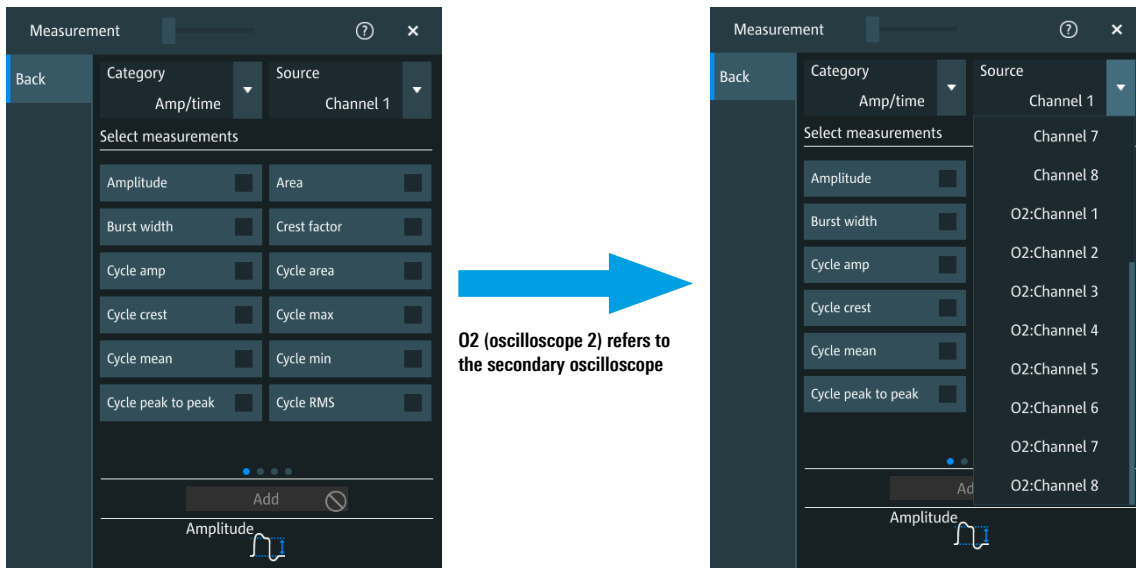 Measurement
?
Back
Category
Amp/time
Source
Channel 1
Select measurements
Amplitude
Area
Burst width
Crest factor
Cycle amp
Cycle area
Cycle crest
Cycle max
Cycle mean
Cycle min
Cycle peak to peak
Cycle RMS
Add
Amplitude
O2 (oscilloscope 2) refers to
the secondary oscilloscope
Measurement
?
Back
Category
Amp/time
Source
Channel 1
Select measurements
Amplitude
Burst width
Cycle amp
Cycle crest
Cycle mean
Cycle peak to peak
Ad
Amplitude
Channel 7
Channel 8
O2:Channel 1
O2:Channel 2
O2:Channel 3
O2:Channel 4
O2:Channel 5
O2:Channel 6
O2:Channel 7
O2:Channel 8